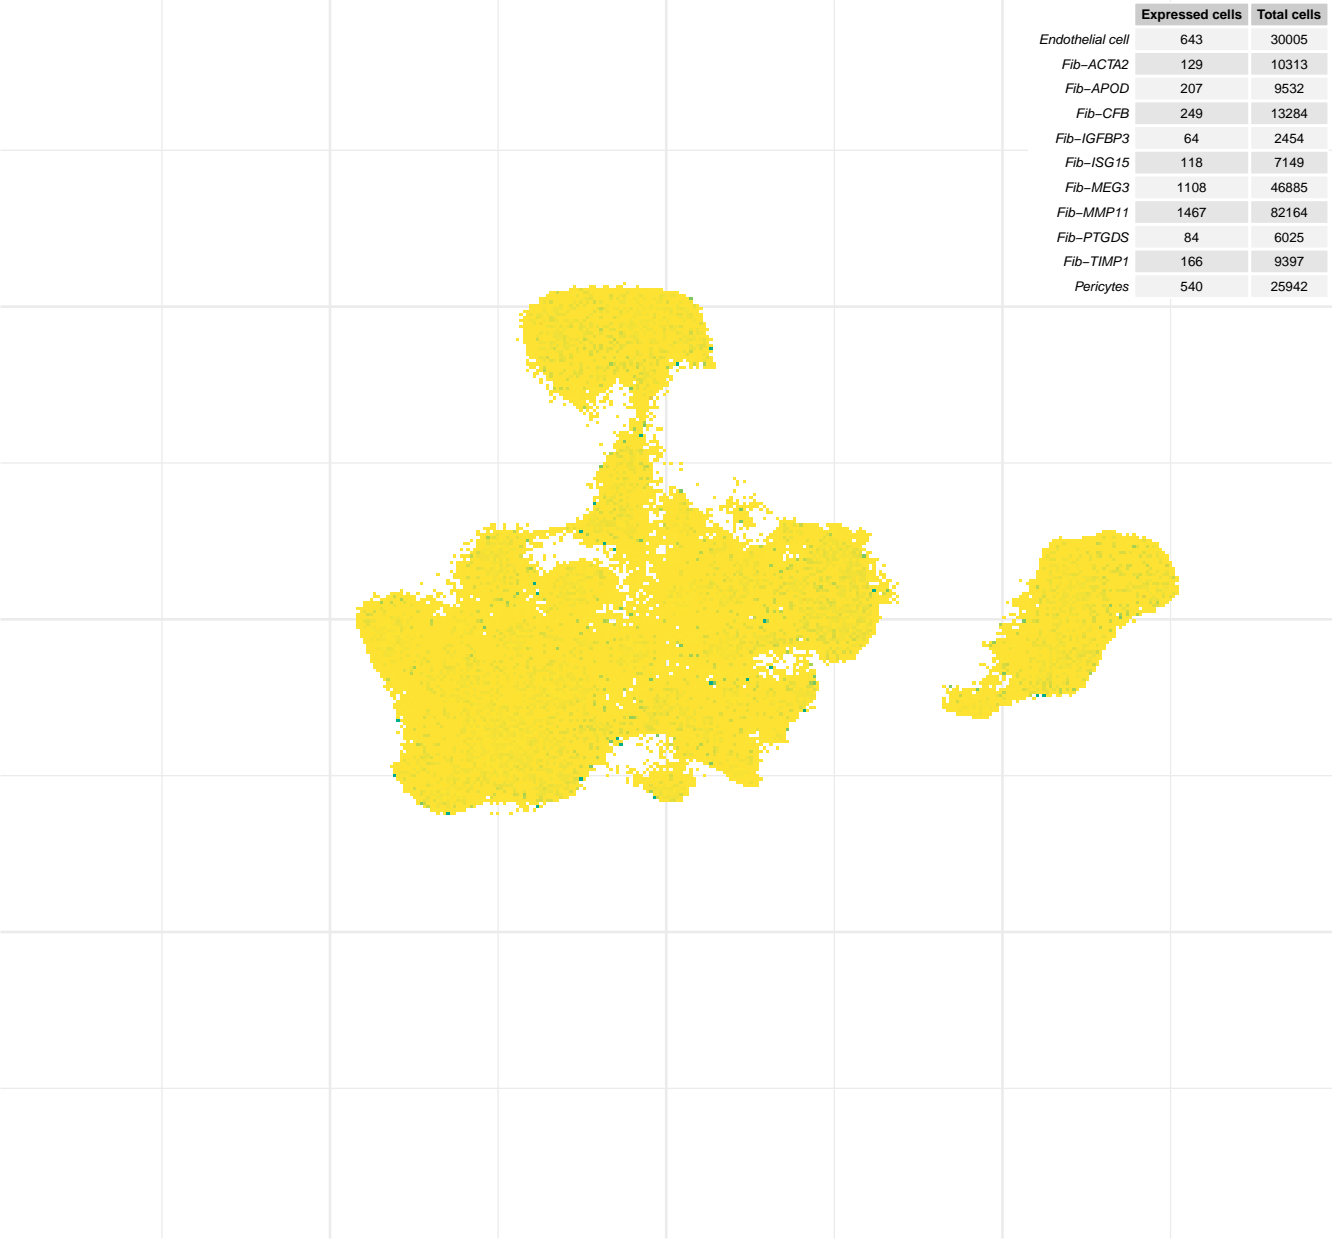 Expressed cells Total cells
Endothelial cell 643 30005
Fib−ACTA2 129 10313
Fib−APOD 207 9532
Fib−CFB 249 13284
Fib−IGFBP3 64 2454
Fib−ISG15 118 7149
Fib−MEG3 1108 46885
Fib−MMP11 1467 82164
Fib−PTGDS 84 6025
Fib−TIMP1 166 9397
Pericytes 540 25942